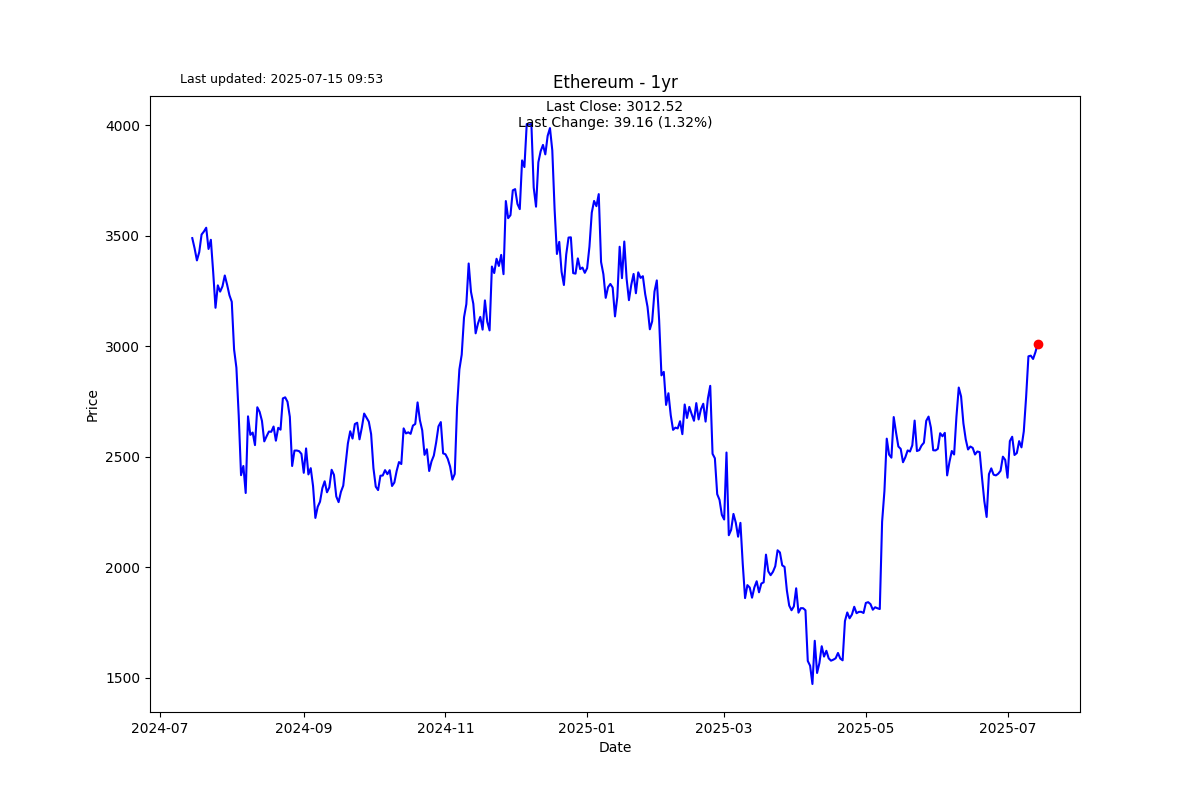 Last updated: 2025-07-15 09:53
Ethereum - 1yr
Last Close: 3012.52
Last Change: 39.16 (1.32%)
4000
3500
3000
2500
2000
1500
Price
2024-07
2024-09
2024-11
2025-01
2025-03
2025-05
2025-07
Date